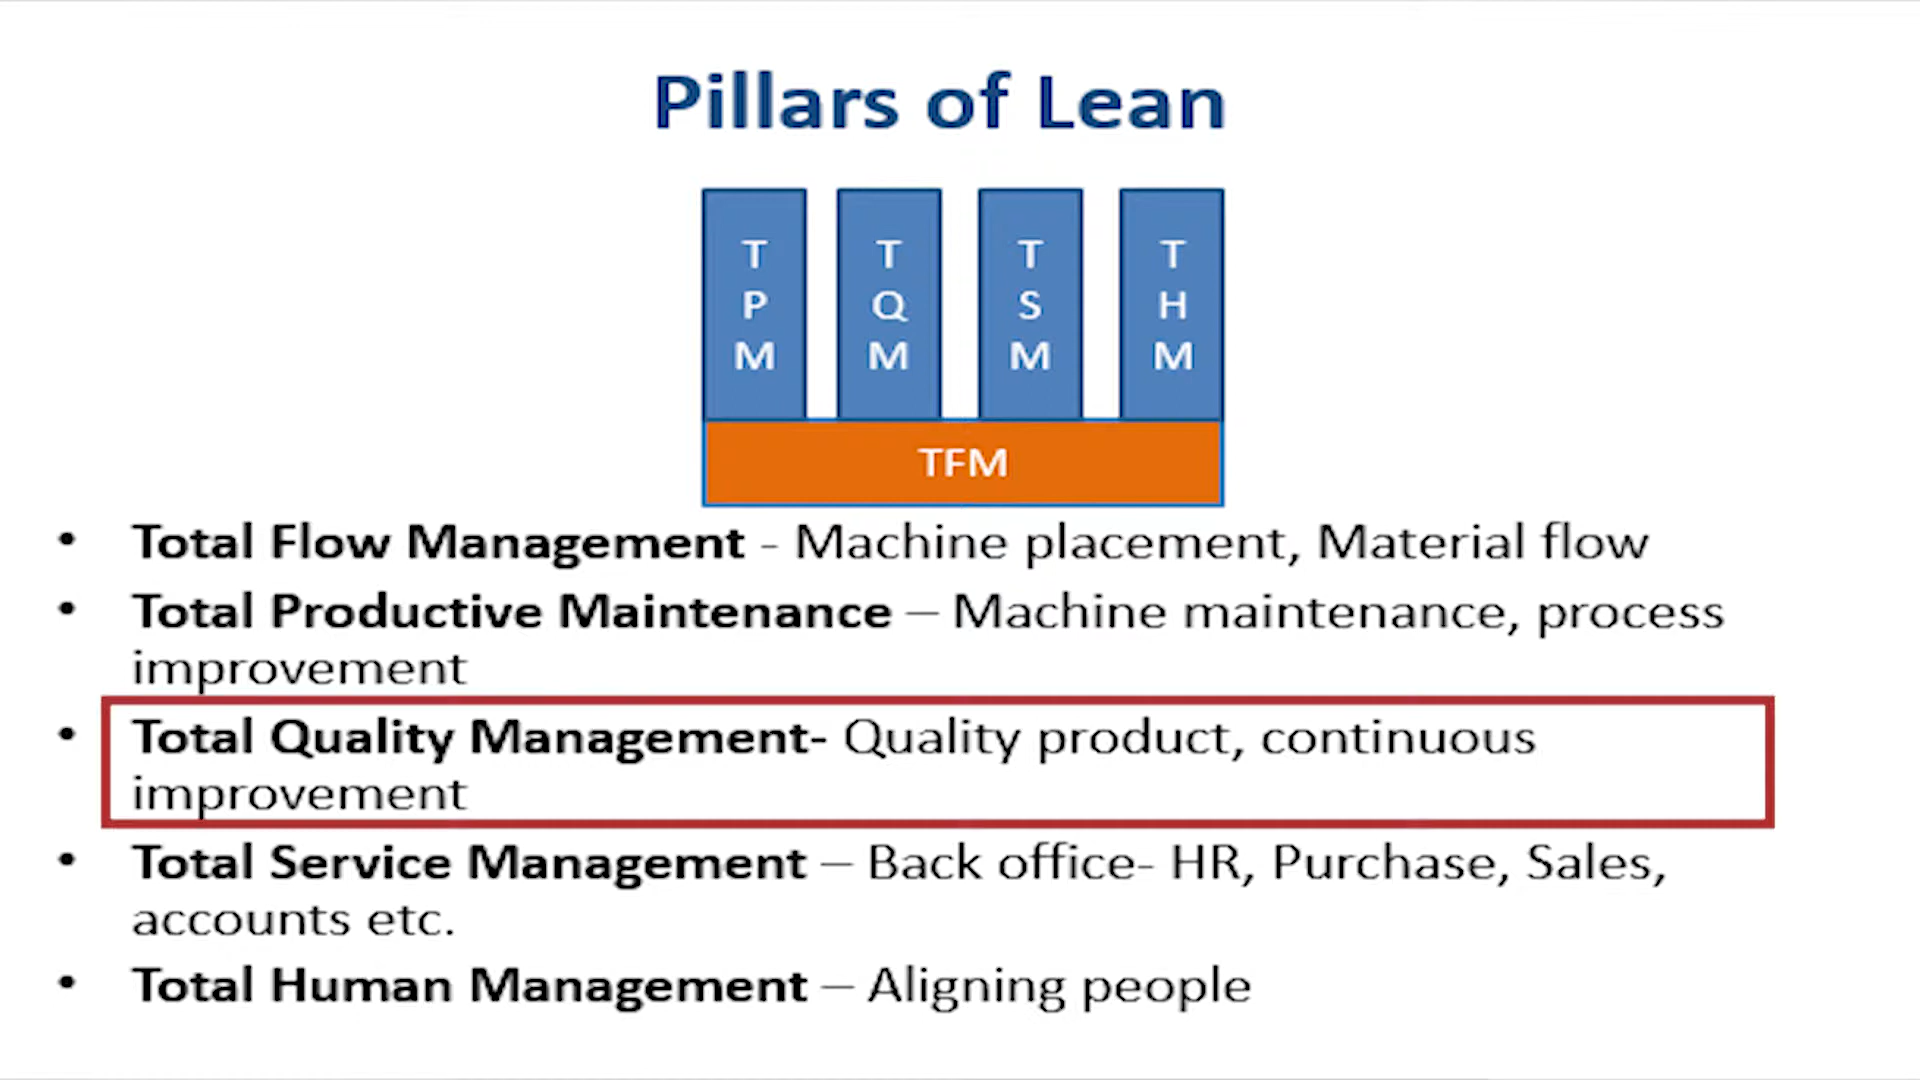 Pillars of Lean
T
P
M
T
Q
M
T
S
M
T
H
M
TFM
• Total Flow Management - Machine placement, Material flow
• Total Productive Maintenance – Machine maintenance, process
improvement
• Total Quality Management- Quality product, continuous
improvement
• Total Service Management – Back office- HR, Purchase, Sales,
accounts etc.
• Total Human Management – Aligning people